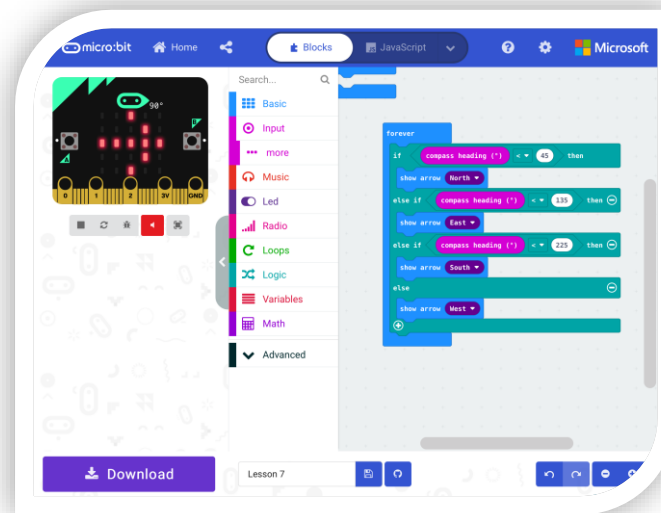 micro:bit Home Blocks JavaScript Microsoft
90°
A
B
0 1 2 3V GND
Search...
Basic
Input
more
Music
Led
Radio
Loops
Logic
Variables
Math
Advanced
forever
if compass heading (°) < 45 then
show arrow North
else if compass heading (°) < 135 then
show arrow East
else if compass heading (°) < 225 then
show arrow South
else
show arrow West
Download
Lesson 7